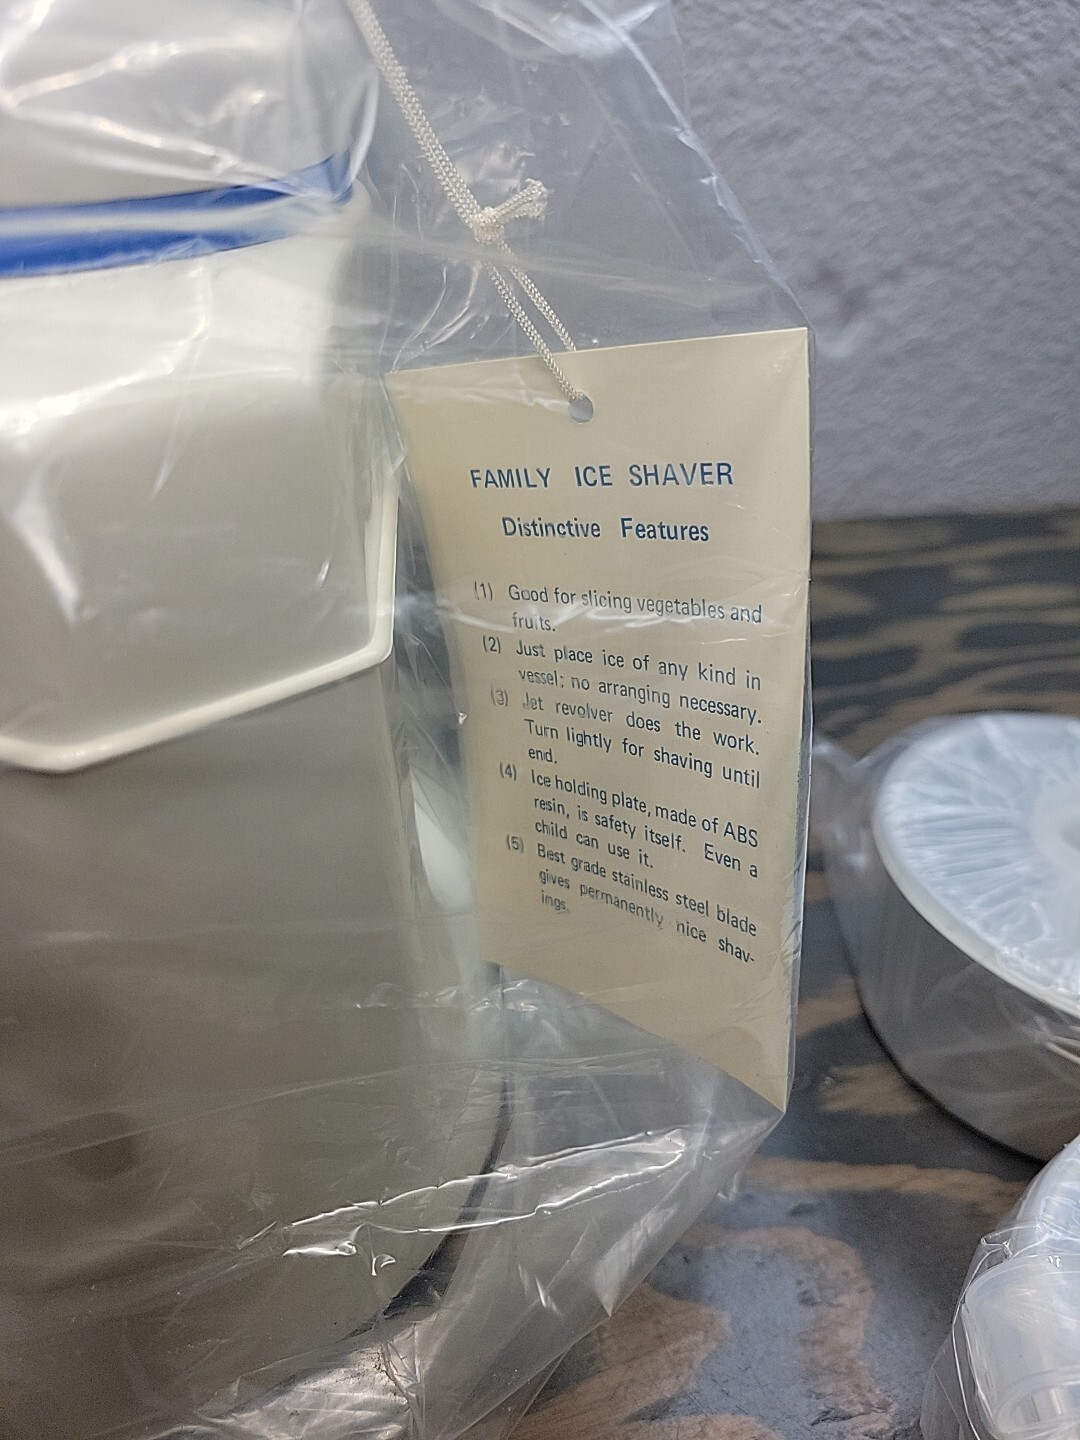 FAMILY ICE SHAVER
Distinctive Features
(1) Good for slicing vegetables and
fruits.
(2) Just place ice of any kind in
vessel; no arranging necessary.
(3) Jet revolver does the work.
Turn lightly for shaving until
end.
(4) Ice holding plate, made of ABS
resin, is safety itself. Even a
child can use it.
(5) Best grade stainless steel blade
gives permanently nice shav-
ings.